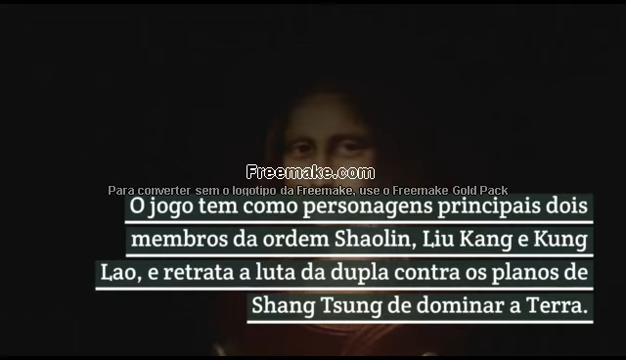 Freemake.com
Para converter sem o logotipo da Freemake, use o Freemake Gold Pack
O jogo tem como personagens principais dois
membros da ordem Shaolin, Liu Kang e Kung
Lao, e retrata a luta da dupla contra os planos de
Shang Tsung de dominar a Terra.